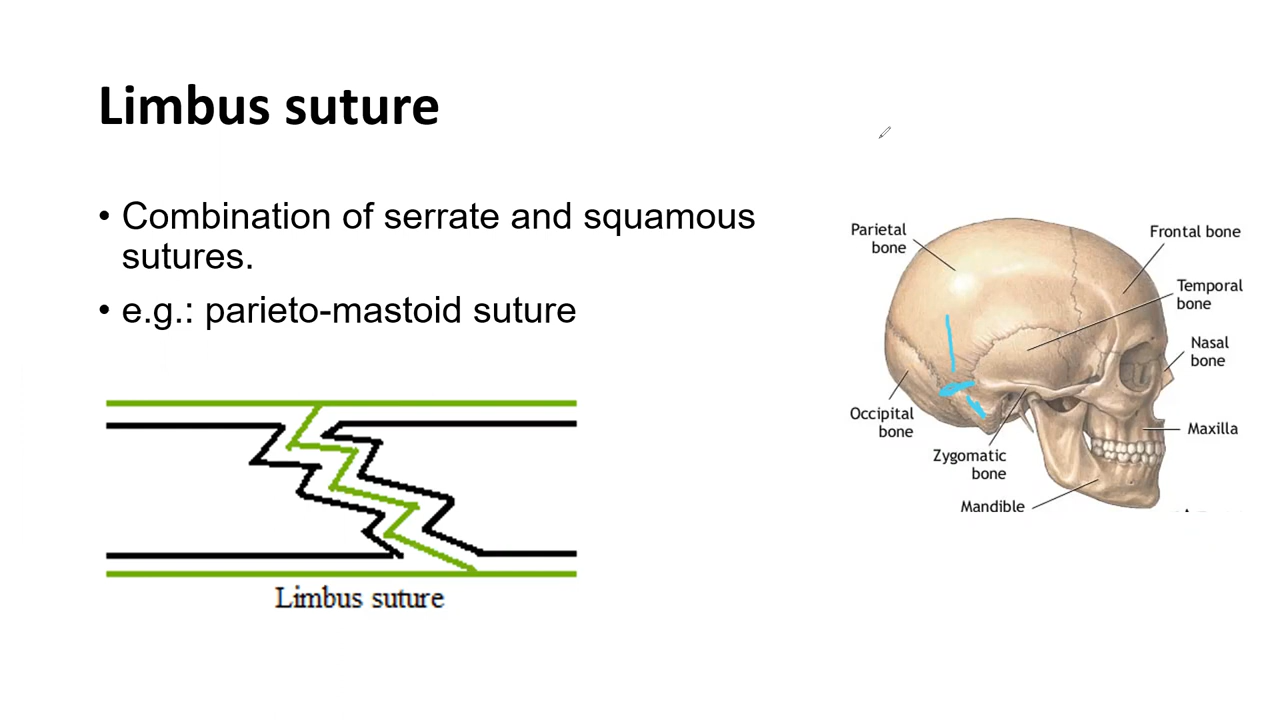 Limbus suture
• Combination of serrate and squamous
sutures.
• e.g.: parieto-mastoid suture
Limbus suture
Parietal
bone
Frontal bone
Temporal
bone
Nasal
bone
Occipital
bone
Maxilla
Zygomatic
bone
Mandible